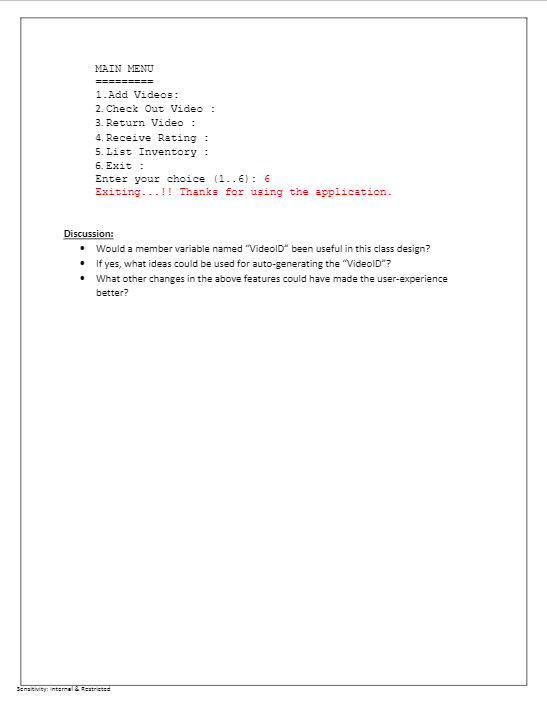 MAIN MENU
=========
1.Add Videos:
2.Check Out Video :
3.Return Video :
4.Receive Rating :
5.List Inventory :
6.Exit :
Enter your choice (1..6): 6
Exiting...!! Thanks for using the application.
Discussion:
• Would a member variable named "VideoID" been useful in this class design?
• If yes, what ideas could be used for auto-generating the "VideoID"?
• What other changes in the above features could have made the user-experience
better?
Sensitivity: Internal & Restricted